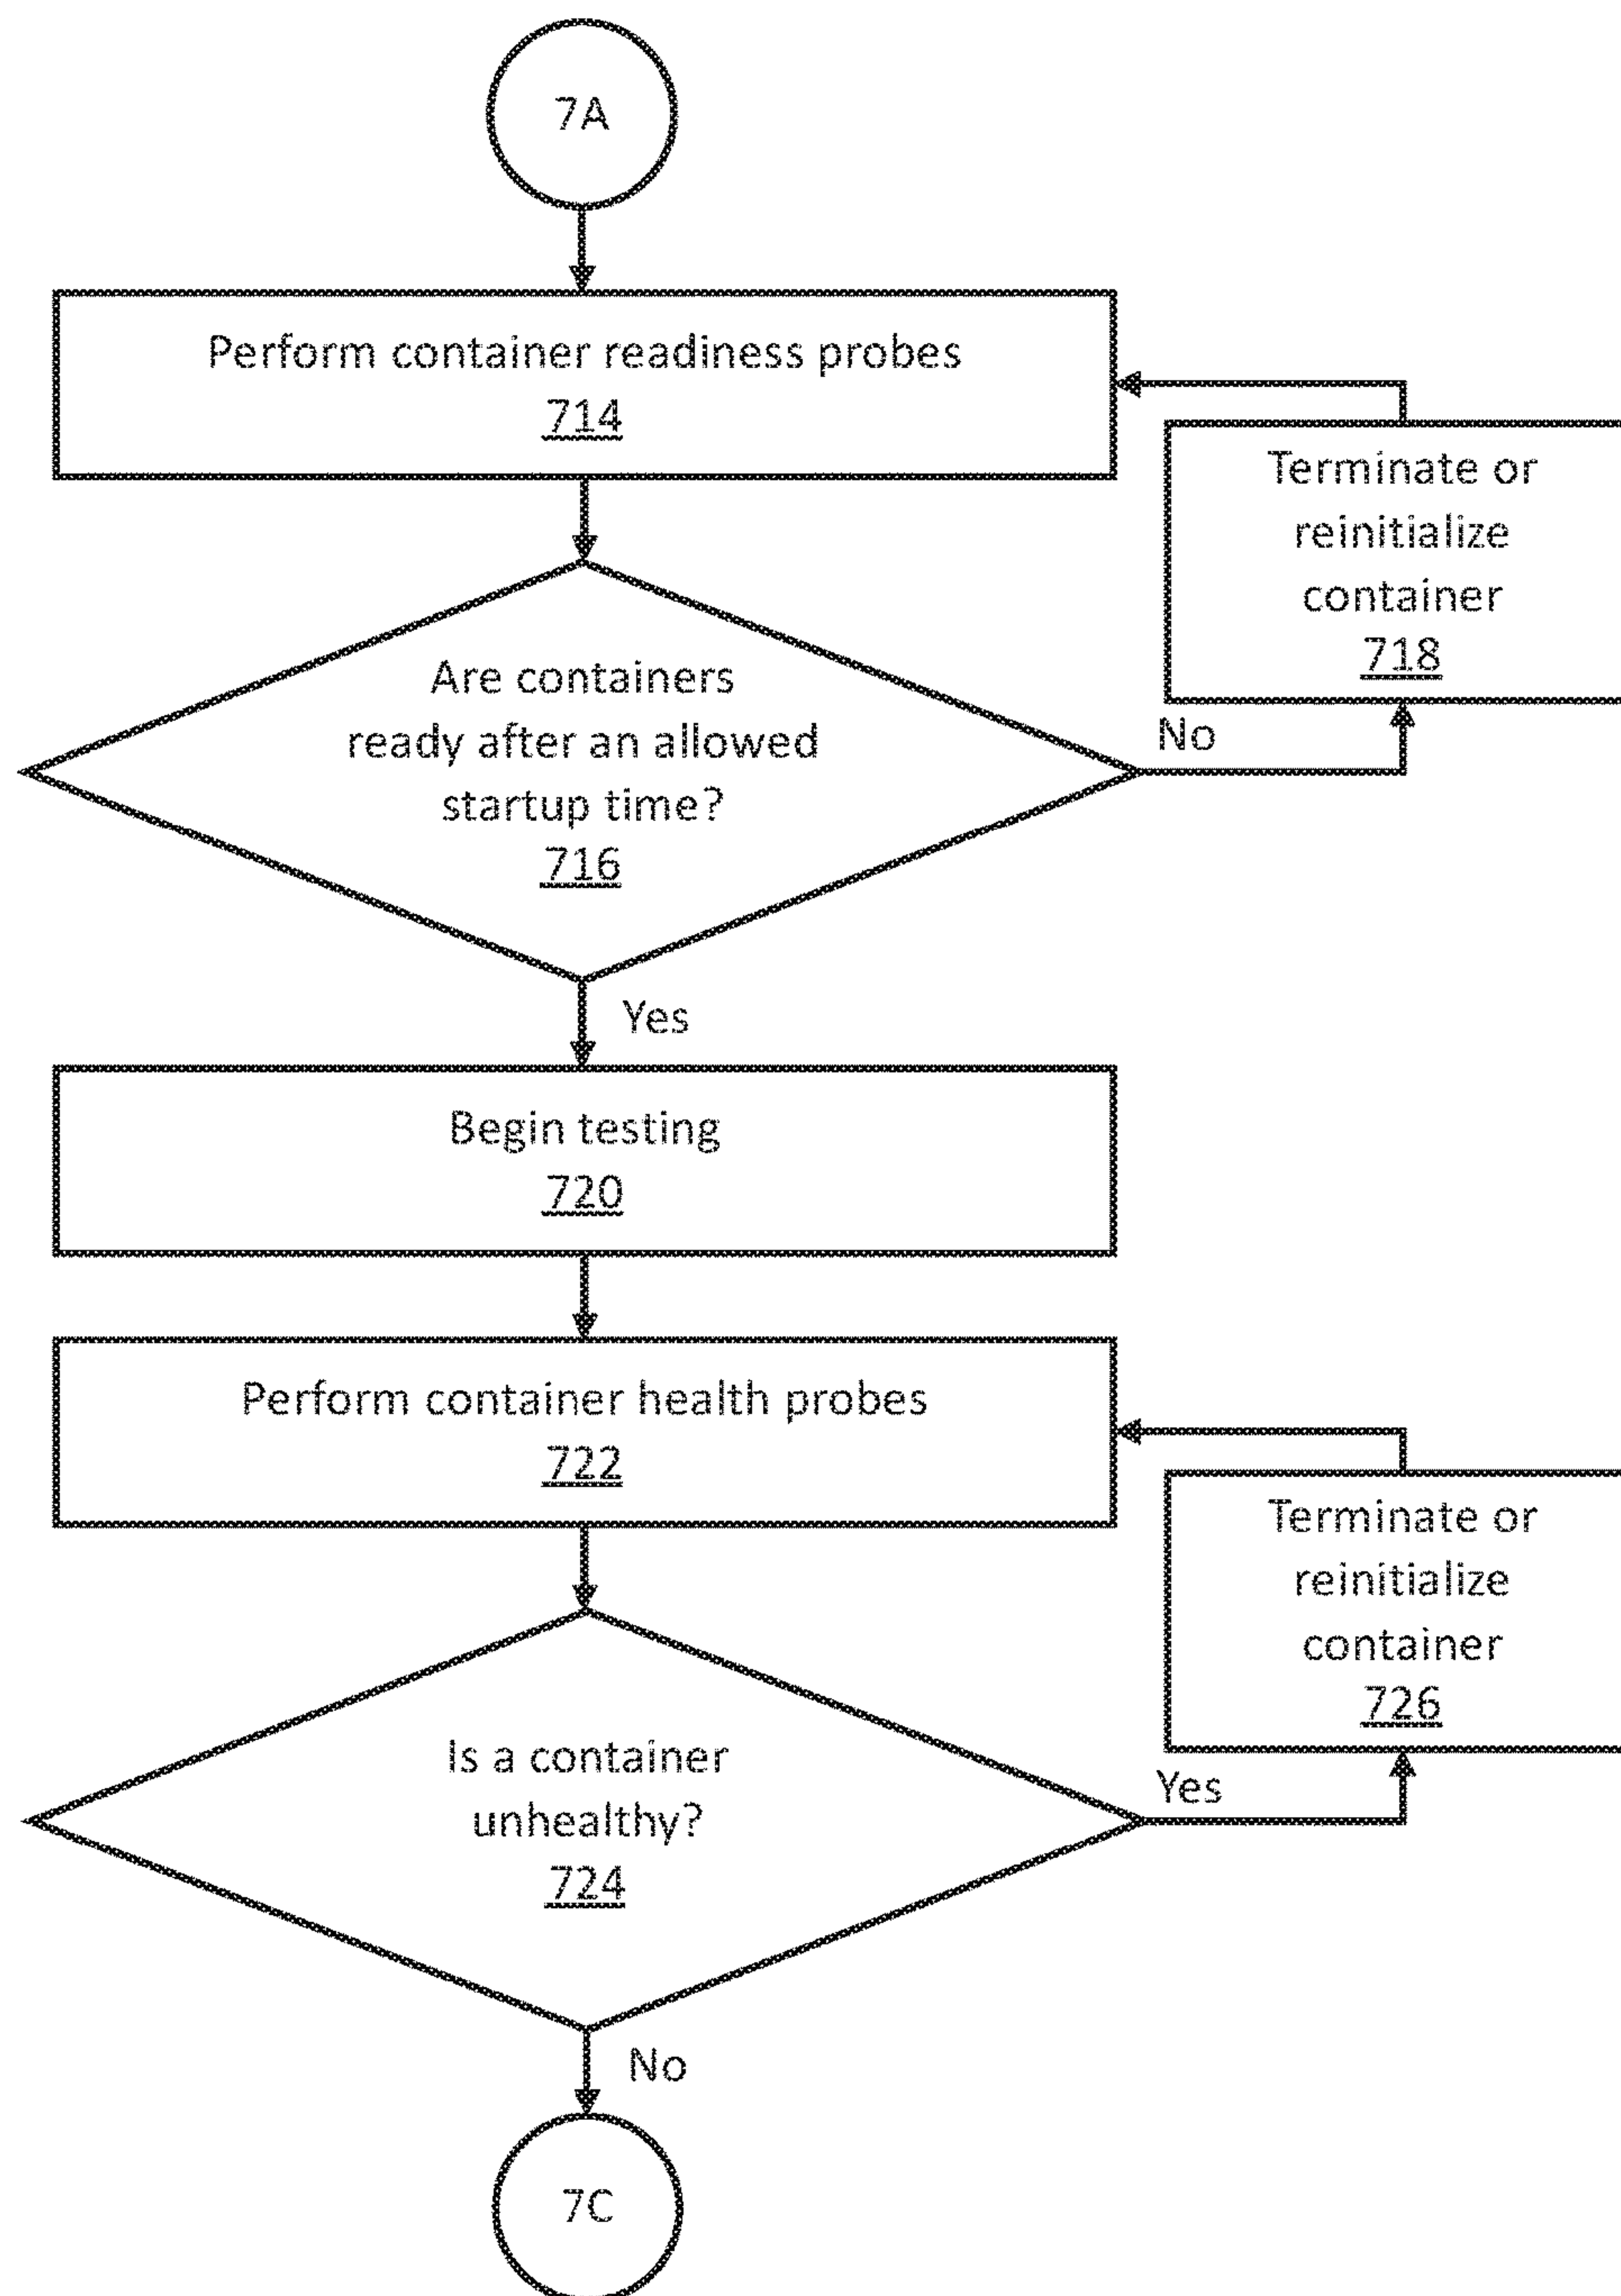 7A
Perform container readiness probes
714
Terminate or
reinitialize
container
718
Are containers
ready after an allowed
startup time?
716
No
Yes
Begin testing
720
Perform container health probes
722
Terminate or
reinitialize
container
726
Is a container
unhealthy?
724
Yes
No
7C